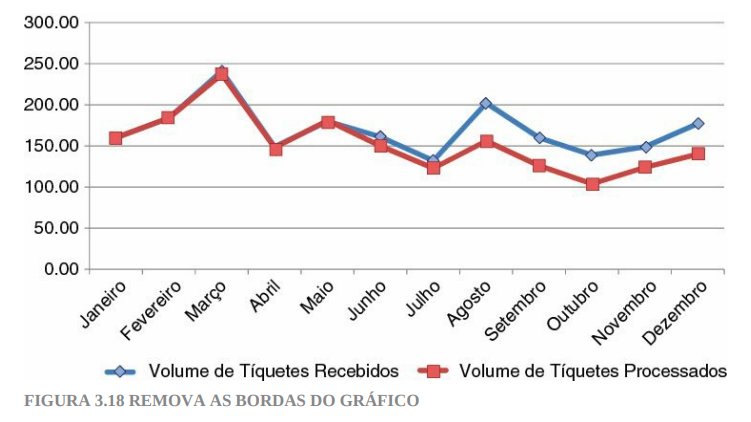 300.00
250.00
200.00
150.00
100.00
50.00
0.00
Janeiro
Fevereiro
Março
Abril
Maio
Junho
Julho
Agosto
Setembro
Outubro
Novembro
Dezembro
Volume de Tíquetes Recebidos
Volume de Tíquetes Processados
FIGURA 3.18 REMOVA AS BORDAS DO GRÁFICO